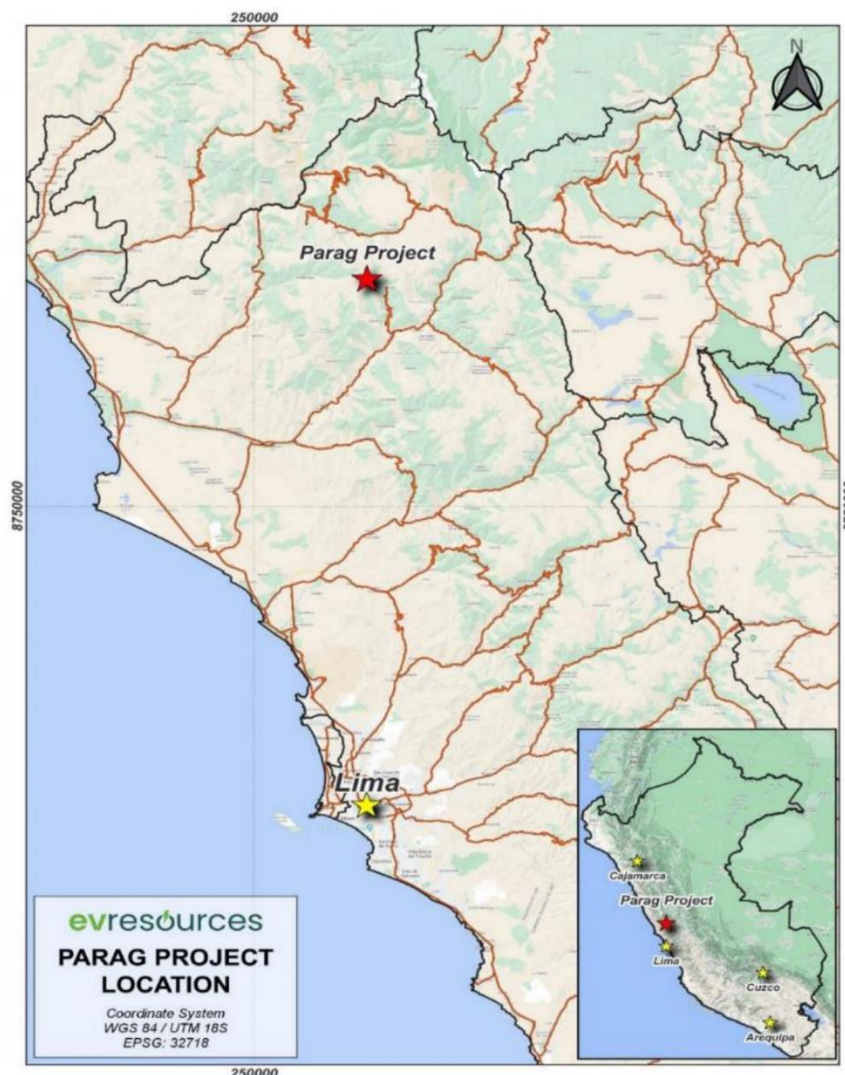 250000
N
Parag Project
8750000
Lima
Cajamarca
Parag Project
Lima
Cuzco
Arequipa
evresources
PARAG PROJECT
LOCATION
Coordinate System
WGS 84 / UTM 18S
EPSG: 32718
250000